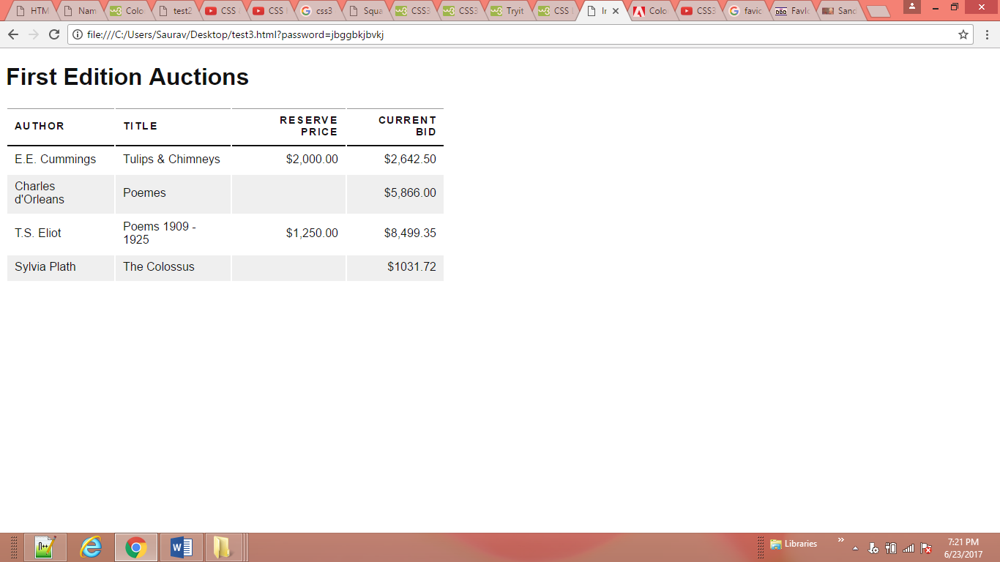 HTM Nam Colo test2 CSS CSS css3 Squa CSS3 CSS3 Tryit CSS Ir Colo CSS3 favic FavIc Sand
file:///C:/Users/Saurav/Desktop/test3.html?password=jbggbkjbvkj
First Edition Auctions
AUTHOR TITLE RESERVE PRICE CURRENT BID
E.E. Cummings Tulips & Chimneys $2,000.00 $2,642.50
Charles d'Orleans Poemes $5,866.00
T.S. Eliot Poems 1909 - 1925 $1,250.00 $8,499.35
Sylvia Plath The Colossus $1031.72
Libraries
7:21 PM
6/23/2017